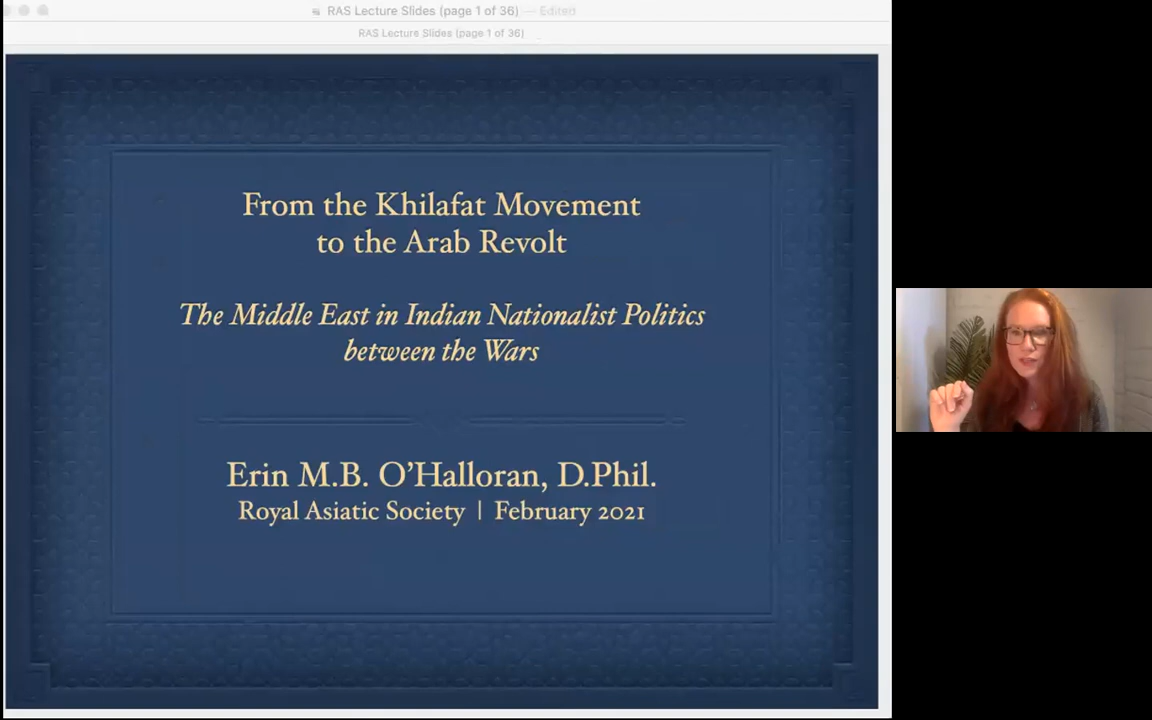 RAS Lecture Slides (page 1 of 36) — Edited
RAS Lecture Slides (page 1 of 36)
From the Khilafat Movement
to the Arab Revolt
The Middle East in Indian Nationalist Politics
between the Wars
Erin M.B. O’Halloran, D.Phil.
Royal Asiatic Society | February 2021